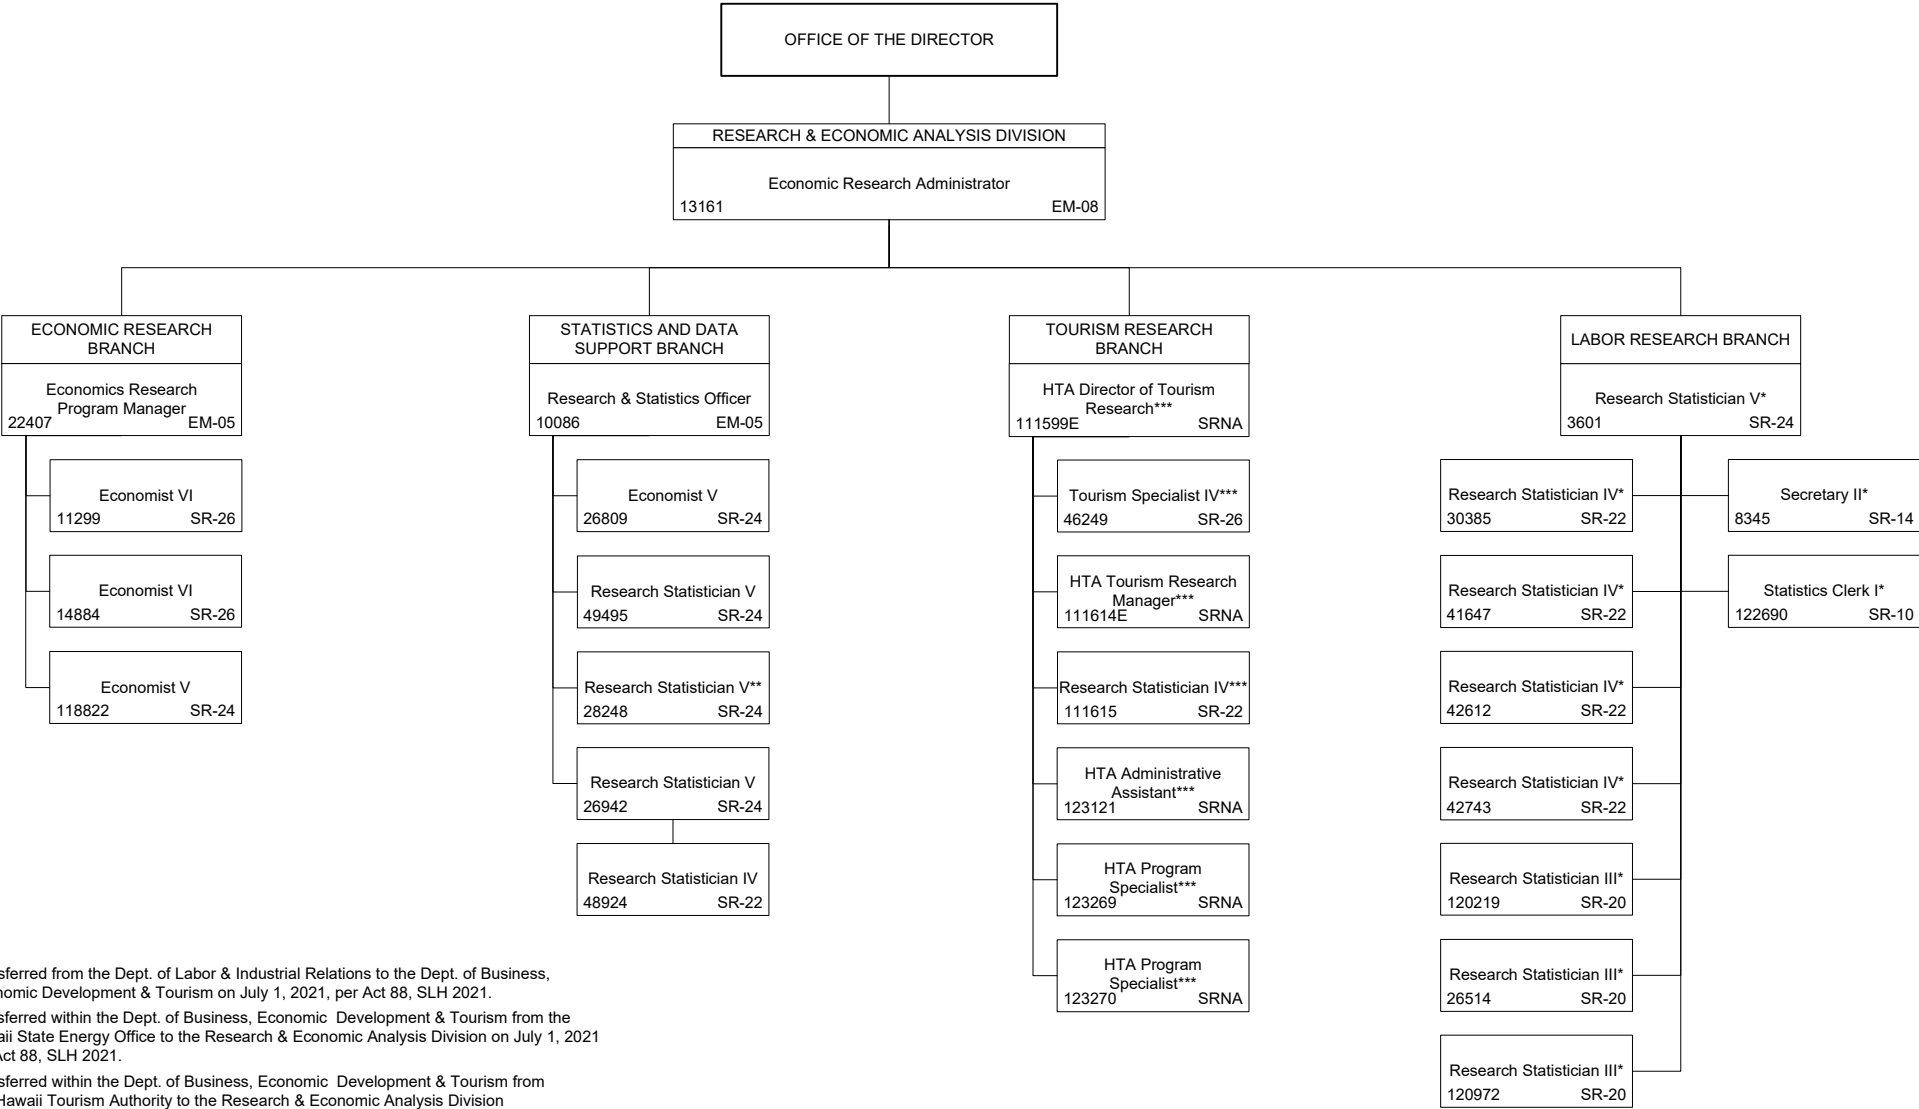 OFFICE OF THE DIRECTOR
RESEARCH & ECONOMIC ANALYSIS DIVISION
Economic Research Administrator
13161 EM-08
ECONOMIC RESEARCH
BRANCH
Economics Research
Program Manager
22407 EM-05
Economist VI
11299 SR-26
Economist VI
14884 SR-26
Economist V
118822 SR-24
STATISTICS AND DATA
SUPPORT BRANCH
Research & Statistics Officer
10086 EM-05
Economist V
26809 SR-24
Research Statistician V
49495 SR-24
Research Statistician V**
28248 SR-24
Research Statistician V
26942 SR-24
Research Statistician IV
48924 SR-22
TOURISM RESEARCH
BRANCH
HTA Director of Tourism
Research***
111599E SRNA
Tourism Specialist IV***
46249 SR-26
HTA Tourism Research
Manager***
111614E SRNA
Research Statistician IV***
111615 SR-22
HTA Administrative
Assistant***
123121 SRNA
HTA Program
Specialist***
123269 SRNA
HTA Program
Specialist***
123270 SRNA
LABOR RESEARCH BRANCH
Research Statistician V*
3601 SR-24
Research Statistician IV*
30385 SR-22
Research Statistician IV*
41647 SR-22
Research Statistician IV*
42612 SR-22
Research Statistician IV*
42743 SR-22
Research Statistician III*
120219 SR-20
Research Statistician III*
26514 SR-20
Research Statistician III*
120972 SR-20
Secretary II*
8345 SR-14
Statistics Clerk I*
122690 SR-10
sferred from the Dept. of Labor & Industrial Relations to the Dept. of Business,
nomic Development & Tourism on July 1, 2021, per Act 88, SLH 2021.
sferred within the Dept. of Business, Economic Development & Tourism from the
aii State Energy Office to the Research & Economic Analysis Division on July 1, 2021
Act 88, SLH 2021.
sferred within the Dept. of Business, Economic Development & Tourism from
Hawaii Tourism Authority to the Research & Economic Analysis Division